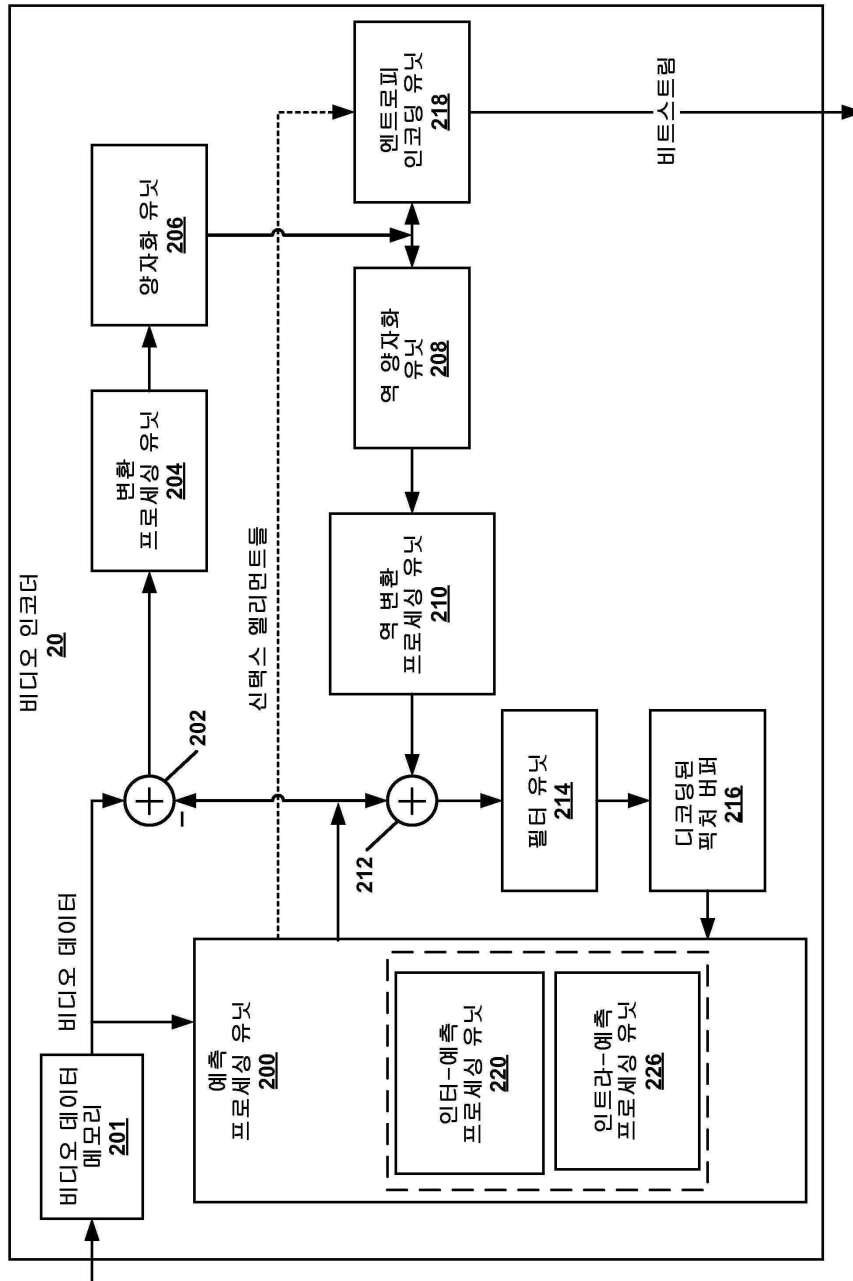 비디오 인코더
20
비디오 데이터
메모리
201
비디오 데이터
202
-
변환
프로세싱 유닛
204
양자화 유닛
206
신택스 엘리먼트들
예측
프로세싱 유닛
200
인터-예측
프로세싱 유닛
220
인트라-예측
프로세싱 유닛
226
212
역 변환
프로세싱 유닛
210
역 양자화
유닛
208
엔트로피
인코딩 유닛
218
필터 유닛
214
디코딩된
픽처 버퍼
216
비트스트림